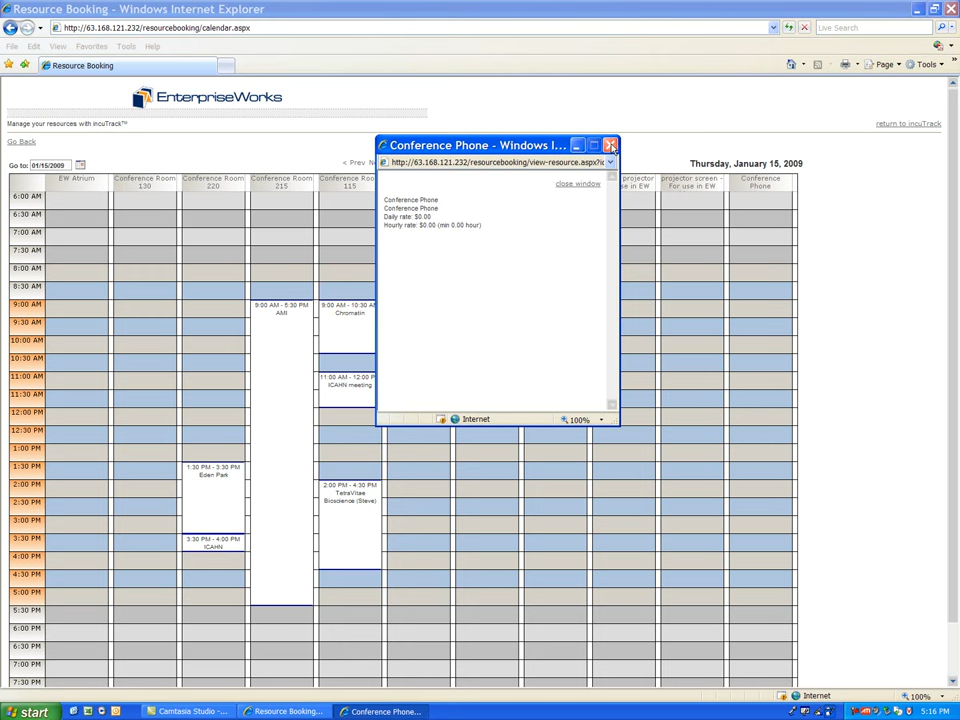 Resource Booking - Windows Internet Explorer
http://63.168.121.232/resourcebooking/calendar.aspx
Live Search
File Edit View Favorites Tools Help
Resource Booking
Page Tools
EnterpriseWorks
Manage your resources with incuTrack™
return to incuTrack
Go Back
Go to: 01/15/2009
< Prev
Thursday, January 15, 2009
EW Atrium
Conference Room 130
Conference Room 220
Conference Room 215
Conference Roo
115
projector
use in EW
projector screen -
For use in EW
Conference
Phone
Conference Phone - Windows I...
http://63.168.121.232/resourcebooking/view-resource.aspx?ic
close window
Conference Phone
Conference Phone
Daily rate: $0.00
Hourly rate: $0.00 (min 0.00 hour)
Internet
100%
6:00 AM
6:30 AM
7:00 AM
7:30 AM
8:00 AM
8:30 AM
9:00 AM
9:30 AM
10:00 AM
10:30 AM
11:00 AM
11:30 AM
12:00 PM
12:30 PM
1:00 PM
1:30 PM
2:00 PM
2:30 PM
3:00 PM
3:30 PM
4:00 PM
4:30 PM
5:00 PM
5:30 PM
6:00 PM
6:30 PM
7:00 PM
7:30 PM
9:00 AM - 5:30 PM
AMI
9:00 AM - 10:30 AM
Chromatin
11:00 AM - 12:00 P
ICAHN meeting
1:30 PM - 3:30 PM
Eden Park
2:00 PM - 4:30 PM
TetraVitae
Bioscience (Steve)
3:30 PM - 4:00 PM
ICAHN
Internet
100%
start
Camtasia Studio -...
Resource Booking...
Conference Phone...
5:16 PM